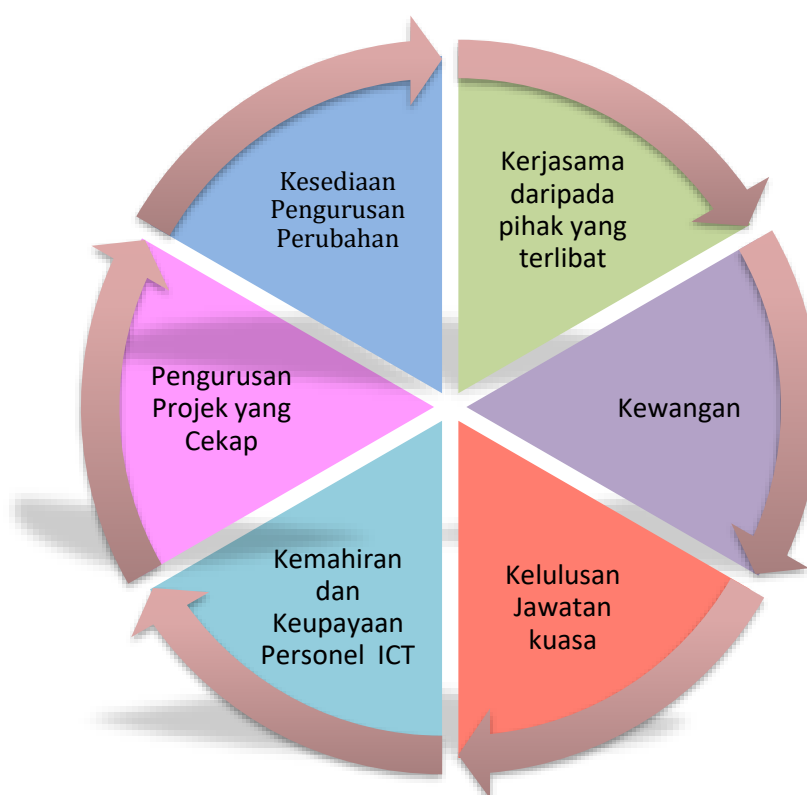 Kerjasama
daripada
pihak yang
terlibat
Kewangan
Kelulusan
Jawatan
kuasa
Kemahiran
dan
Keupayaan
Personel ICT
Pengurusan
Projek yang
Cekap
Kesediaan
Pengurusan
Perubahan